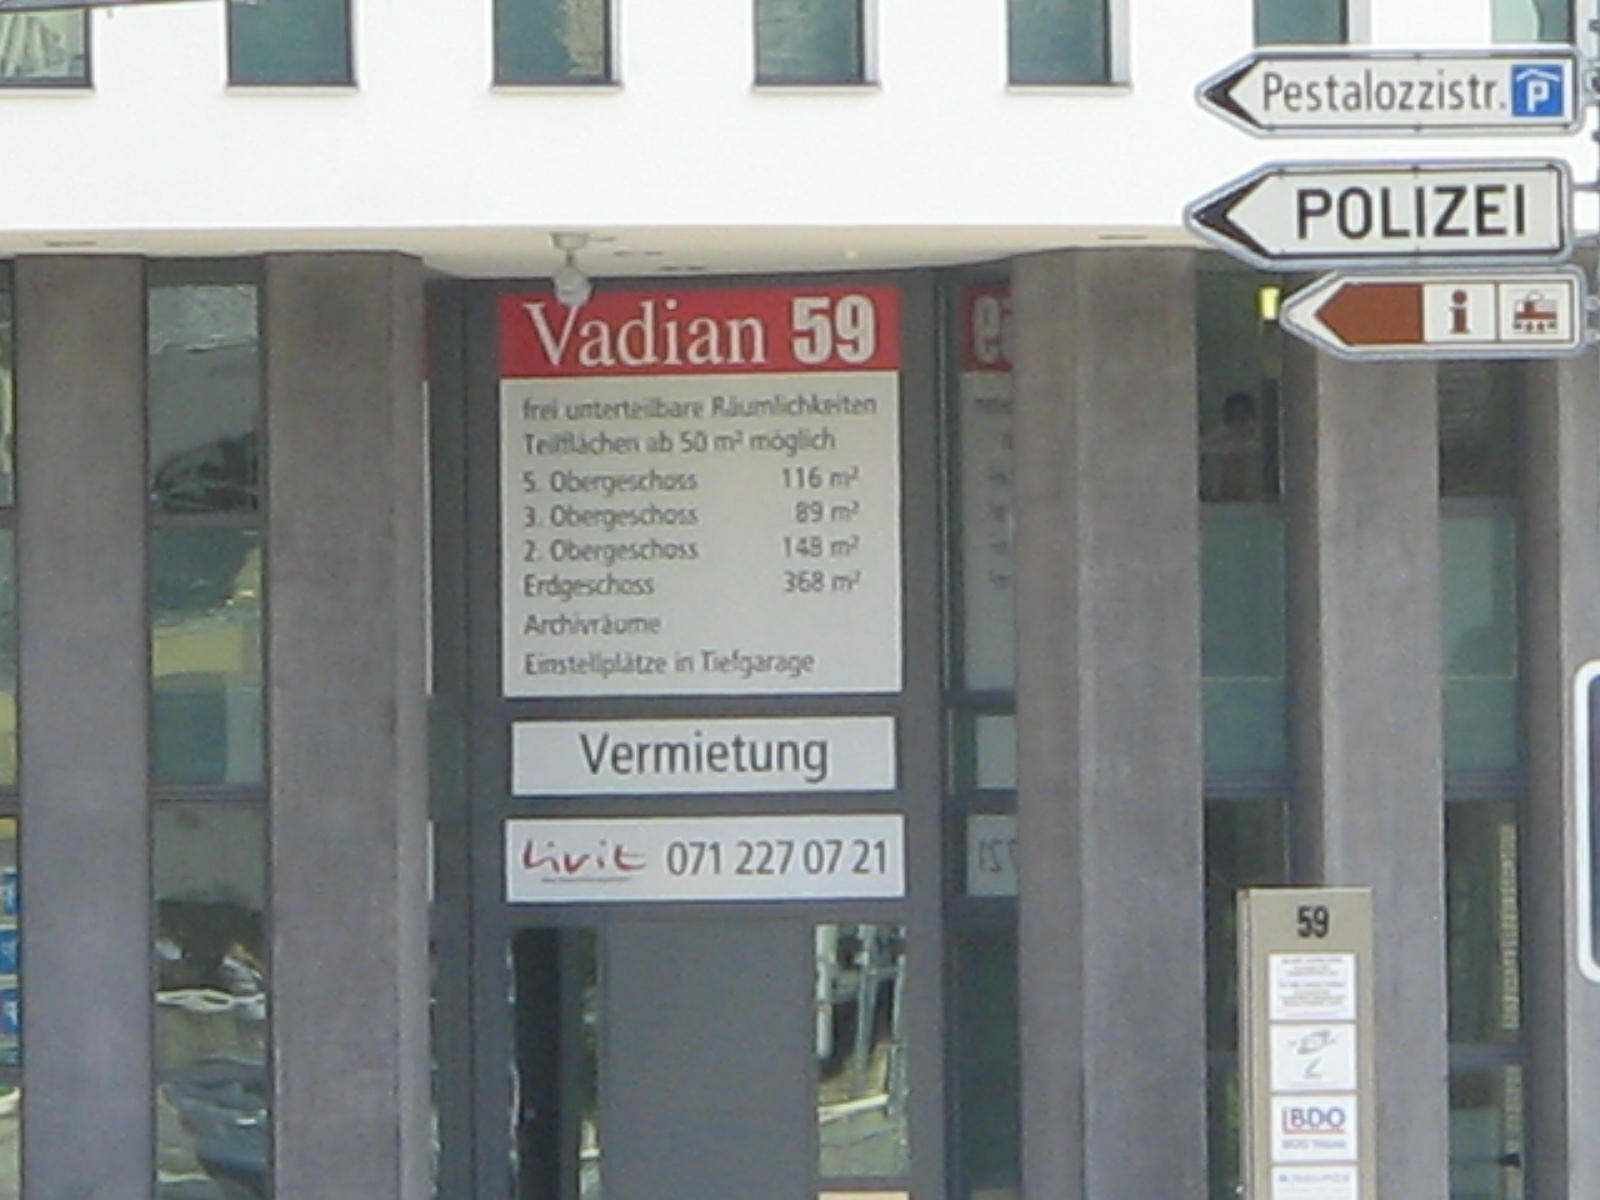 Pestalozzistr. P
POLIZEI
i
Vadian 59
frei unterteilbare Räumlichkeiten
Teilflächen ab 50 m² möglich
5. Obergeschoss 116 m²
3. Obergeschoss 89 m²
2. Obergeschoss 148 m²
Erdgeschoss 368 m²
Archivräume
Einstellplätze in Tiefgarage
Vermietung
Livit 071 227 07 21
59
BDO